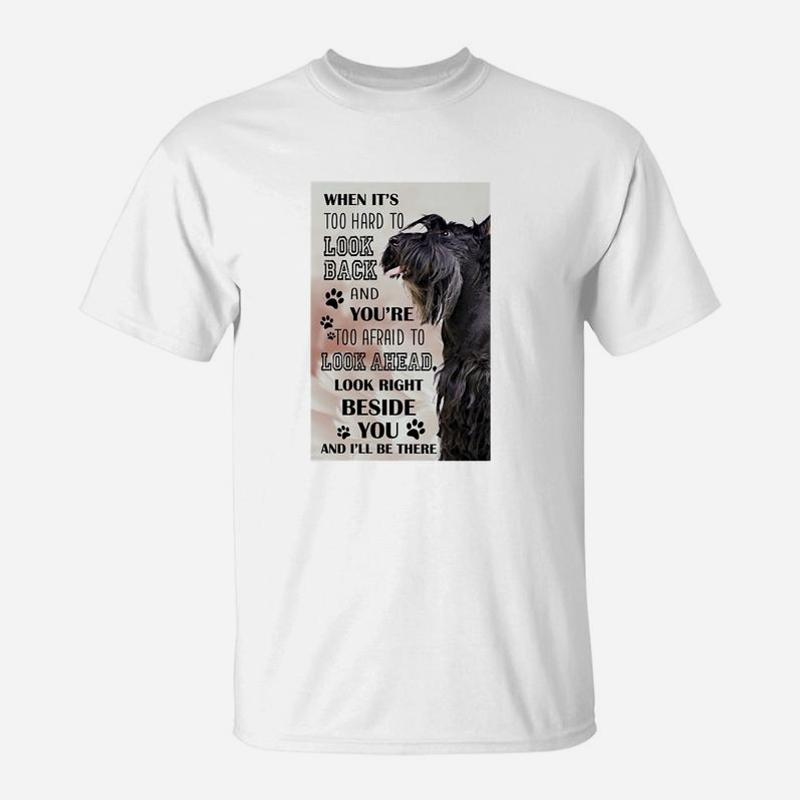 WHEN IT'S
TOO HARD TO
LOOK
BACK
AND
YOU'RE
TOO AFRAID TO
LOOK AHEAD,
LOOK RIGHT
BESIDE
YOU
AND I'LL BE THERE